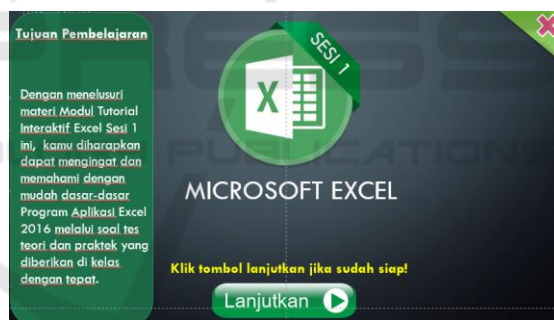 Tujuan Pembelajaran
Dengan menelusuri
materi Modul Tutorial
Interaktif Excel Sesi 1
ini, kamu diharapkan
dapat mengingat dan
memahami dengan
mudah dasar-dasar
Program Aplikasi Excel
2016 melalui soal tes
teori dan praktek yang
diberikan di kelas
dengan tepat.
SESI 1
X
MICROSOFT EXCEL
Klik tombol lanjutkan jika sudah siap!
Lanjutkan